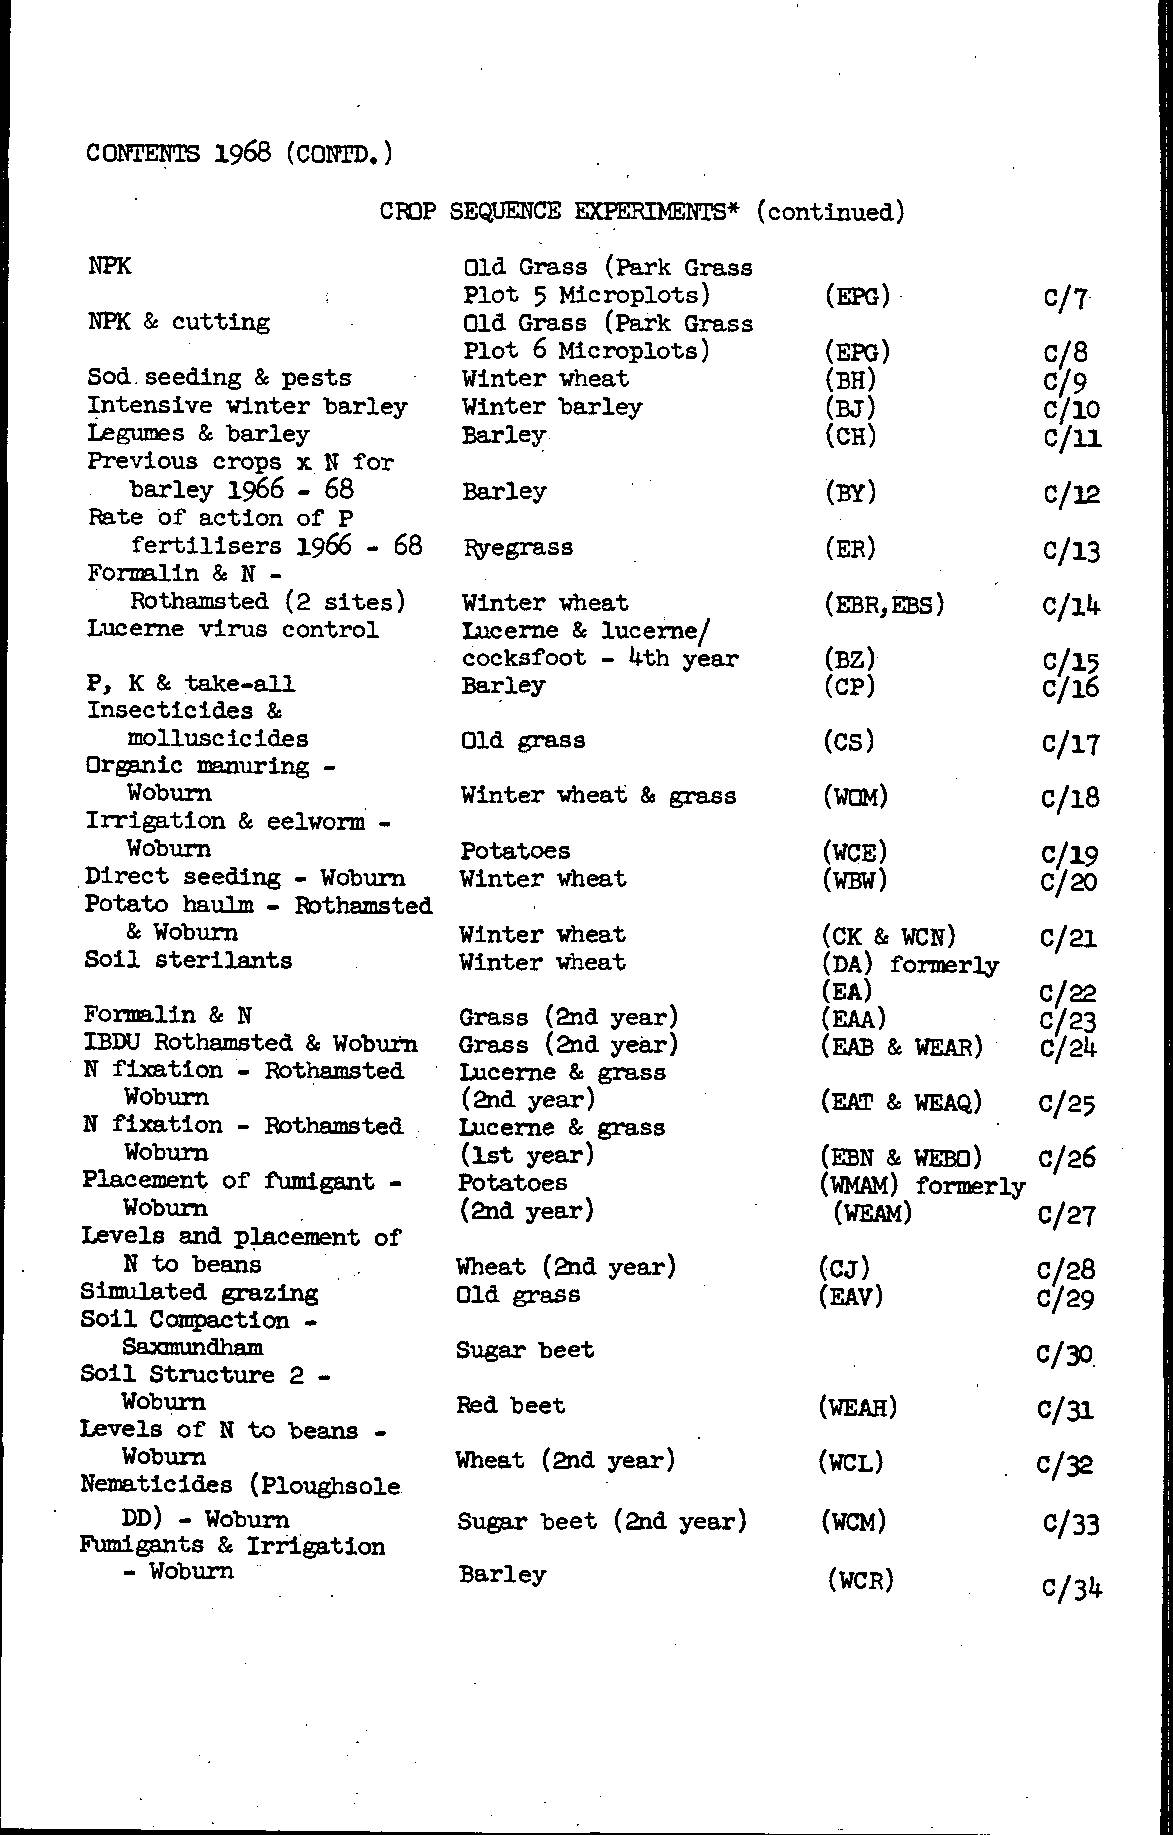 CONTENTS 1968 (CONTD.)
CROP SEQUENCE EXPERIMENTS* (continued)
NPK Old Grass (Park Grass
Plot 5 Microplots) (EPG) C/7
NPK & cutting Old Grass (Park Grass
Plot 6 Microplots) (EPG) C/8
Sod seeding & pests Winter wheat (BH) C/9
Intensive winter barley Winter barley (BJ) C/10
Legumes & barley Barley (CH) C/11
Previous crops x N for
barley 1966 - 68 Barley (BY) C/12
Rate of action of P
fertilisers 1966 - 68 Ryegrass (ER) C/13
Formalin & N -
Rothamsted (2 sites) Winter wheat (EBR,EBS) C/14
Lucerne virus control Lucerne & lucerne/
cocksfoot - 4th year (BZ) C/15
P, K & take-all Barley (CP) C/16
Insecticides &
molluscicides Old grass (CS) C/17
Organic manuring -
Woburn Winter wheat & grass (WOM) C/18
Irrigation & eelworm -
Woburn Potatoes (WCE) C/19
Direct seeding - Woburn Winter wheat (WBW) C/20
Potato haulm - Rothamsted
& Woburn Winter wheat (CK & WCN) C/21
Soil sterilants Winter wheat (DA) formerly
(EA) C/22
Formalin & N Grass (2nd year) (EAA) C/23
IBDU Rothamsted & Woburn Grass (2nd year) (EAB & WEAR) C/24
N fixation - Rothamsted Lucerne & grass
Woburn (2nd year) (EAT & WEAQ) C/25
N fixation - Rothamsted Lucerne & grass
Woburn (1st year) (EBN & WEBO) C/26
Placement of fumigant - Potatoes (WMAM) formerly
Woburn (2nd year) (WEAM) C/27
Levels and placement of
N to beans Wheat (2nd year) (CJ) C/28
Simulated grazing Old grass (EAV) C/29
Soil Compaction -
Saxmundham Sugar beet C/30
Soil Structure 2 -
Woburn Red beet (WEAH) C/31
Levels of N to beans -
Woburn Wheat (2nd year) (WCL) C/32
Nematicides (Ploughsole
DD) - Woburn Sugar beet (2nd year) (WCM) C/33
Fumigants & Irrigation
- Woburn Barley (WCR) C/34